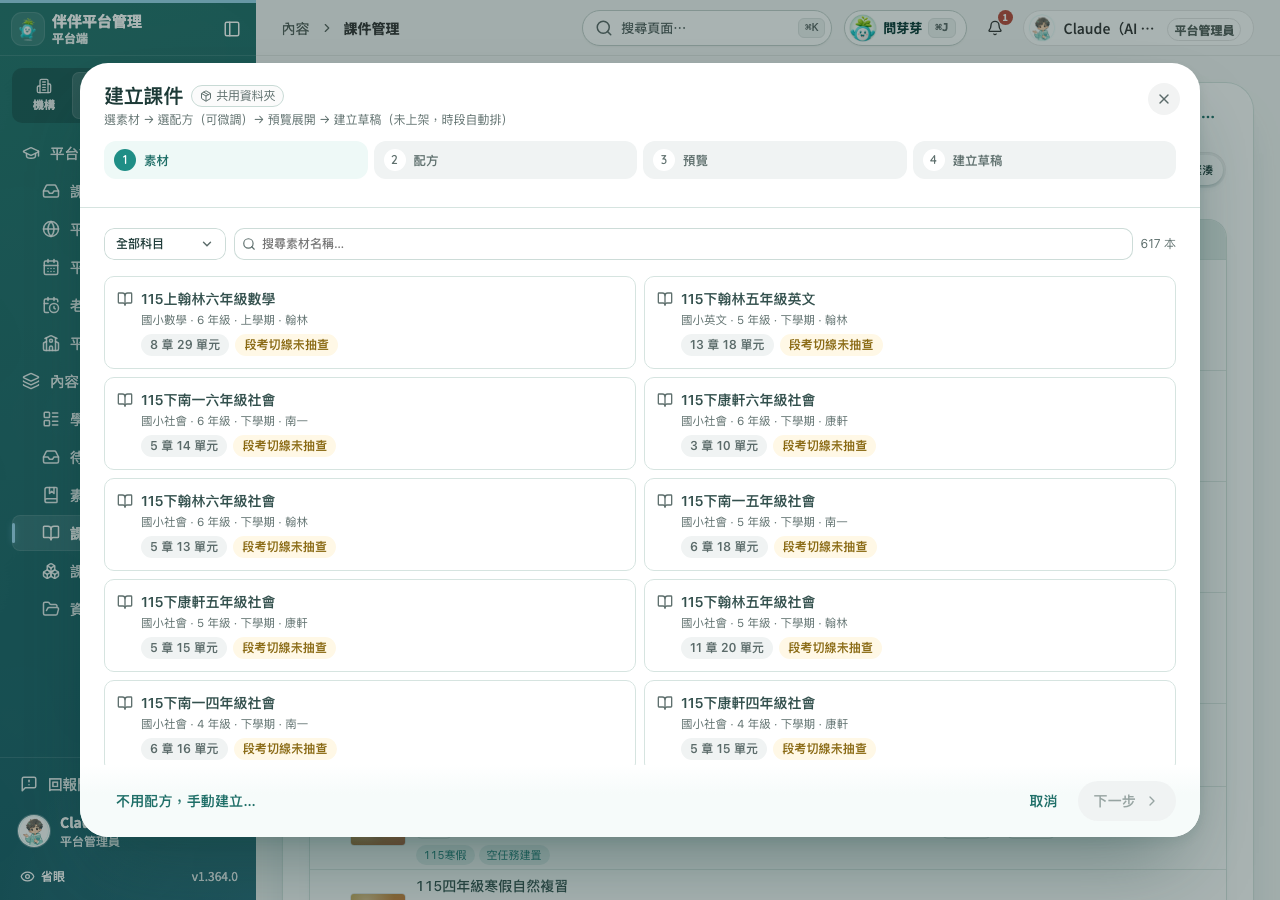 伴伴平台管理
平台端
內容 > 課件管理
搜尋頁面…
⌘K
問芽芽 ⌘J
1
Claude（AI … 平台管理員
機構
平台
內容
回報
Cla
平台管理員
省眼 v1.364.0
建立課件 共用資料夾
選素材 → 選配方（可微調）→ 預覽展開 → 建立草稿（未上架，時段自動排）
1 素材
2 配方
3 預覽
4 建立草稿
全部科目
搜尋素材名稱...
617 本
115上翰林六年級數學
國小數學 · 6 年級 · 上學期 · 翰林
8 章 29 單元 段考切線未抽查
115下翰林五年級英文
國小英文 · 5 年級 · 下學期 · 翰林
13 章 18 單元 段考切線未抽查
115下南一六年級社會
國小社會 · 6 年級 · 下學期 · 南一
5 章 14 單元 段考切線未抽查
115下康軒六年級社會
國小社會 · 6 年級 · 下學期 · 康軒
3 章 10 單元 段考切線未抽查
115下翰林六年級社會
國小社會 · 6 年級 · 下學期 · 翰林
5 章 13 單元 段考切線未抽查
115下南一五年級社會
國小社會 · 5 年級 · 下學期 · 南一
6 章 18 單元 段考切線未抽查
115下康軒五年級社會
國小社會 · 5 年級 · 下學期 · 康軒
5 章 15 單元 段考切線未抽查
115下翰林五年級社會
國小社會 · 5 年級 · 下學期 · 翰林
11 章 20 單元 段考切線未抽查
115下南一四年級社會
國小社會 · 4 年級 · 下學期 · 南一
6 章 16 單元 段考切線未抽查
115下康軒四年級社會
國小社會 · 4 年級 · 下學期 · 康軒
5 章 15 單元 段考切線未抽查
不用配方，手動建立...
取消
下一步
115寒假 空任務建置
115四年級寒假自然複習